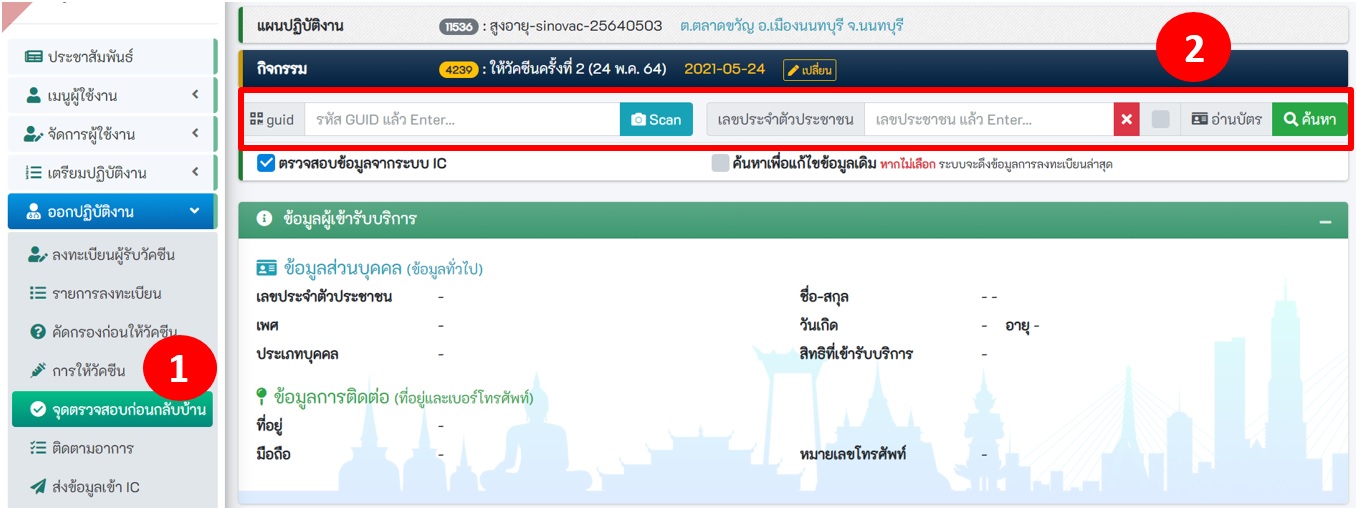 ประชาสัมพันธ์
เมนูผู้ใช้งาน
จัดการผู้ใช้งาน
เตรียมปฏิบัติงาน
ออกปฏิบัติงาน
ลงทะเบียนผู้รับวัคซีน
รายการลงทะเบียน
คัดกรองก่อนให้วัคซีน
การให้วัคซีน
1
จุดตรวจสอบก่อนกลับบ้าน
ติดตามอาการ
ส่งข้อมูลเข้า IC
แผนปฏิบัติงาน 11536 : สูงอายุ-sinovac-25640503 ต.ตลาดขวัญ อ.เมืองนนทบุรี จ.นนทบุรี
2
กิจกรรม 4239 : ให้วัคซีนครั้งที่ 2 (24 พ.ค. 64) 2021-05-24 เปลี่ยน
guid รหัส GUID แล้ว Enter... Scan เลขประจำตัวประชาชน เลขประชาชน แล้ว Enter... อ่านบัตร ค้นหา
ตรวจสอบข้อมูลจากระบบ IC ค้นหาเพื่อแก้ไขข้อมูลเดิม หากไม่เลือก ระบบจะดึงข้อมูลการลงทะเบียนล่าสุด
ข้อมูลผู้เข้ารับบริการ
ข้อมูลส่วนบุคคล (ข้อมูลทั่วไป)
เลขประจำตัวประชาชน - ชื่อ-สกุล - -
เพศ - วันเกิด - อายุ -
ประเภทบุคคล - สิทธิที่เข้ารับบริการ -
ข้อมูลการติดต่อ (ที่อยู่และเบอร์โทรศัพท์)
ที่อยู่ -
มือถือ - หมายเลขโทรศัพท์ -